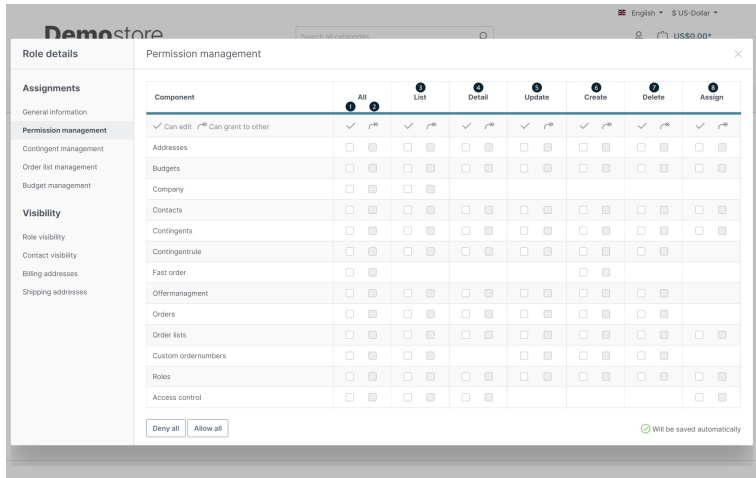 English
$ US-Dollar
Demostore
Search all categories...
US$0.00*
Role details
Permission management
Assignments
General information
Permission management
Contingent management
Order list management
Budget management
Visibility
Role visibility
Contact visibility
Billing addresses
Shipping addresses
3 4 5 6 7 8
Component All List Detail Update Create Delete Assign
1 2
Can edit Can grant to other
Addresses
Budgets
Company
Contacts
Contingents
Contingentrule
Fast order
Offermanagment
Orders
Order lists
Custom ordernumbers
Roles
Access control
Deny all Allow all
Will be saved automatically